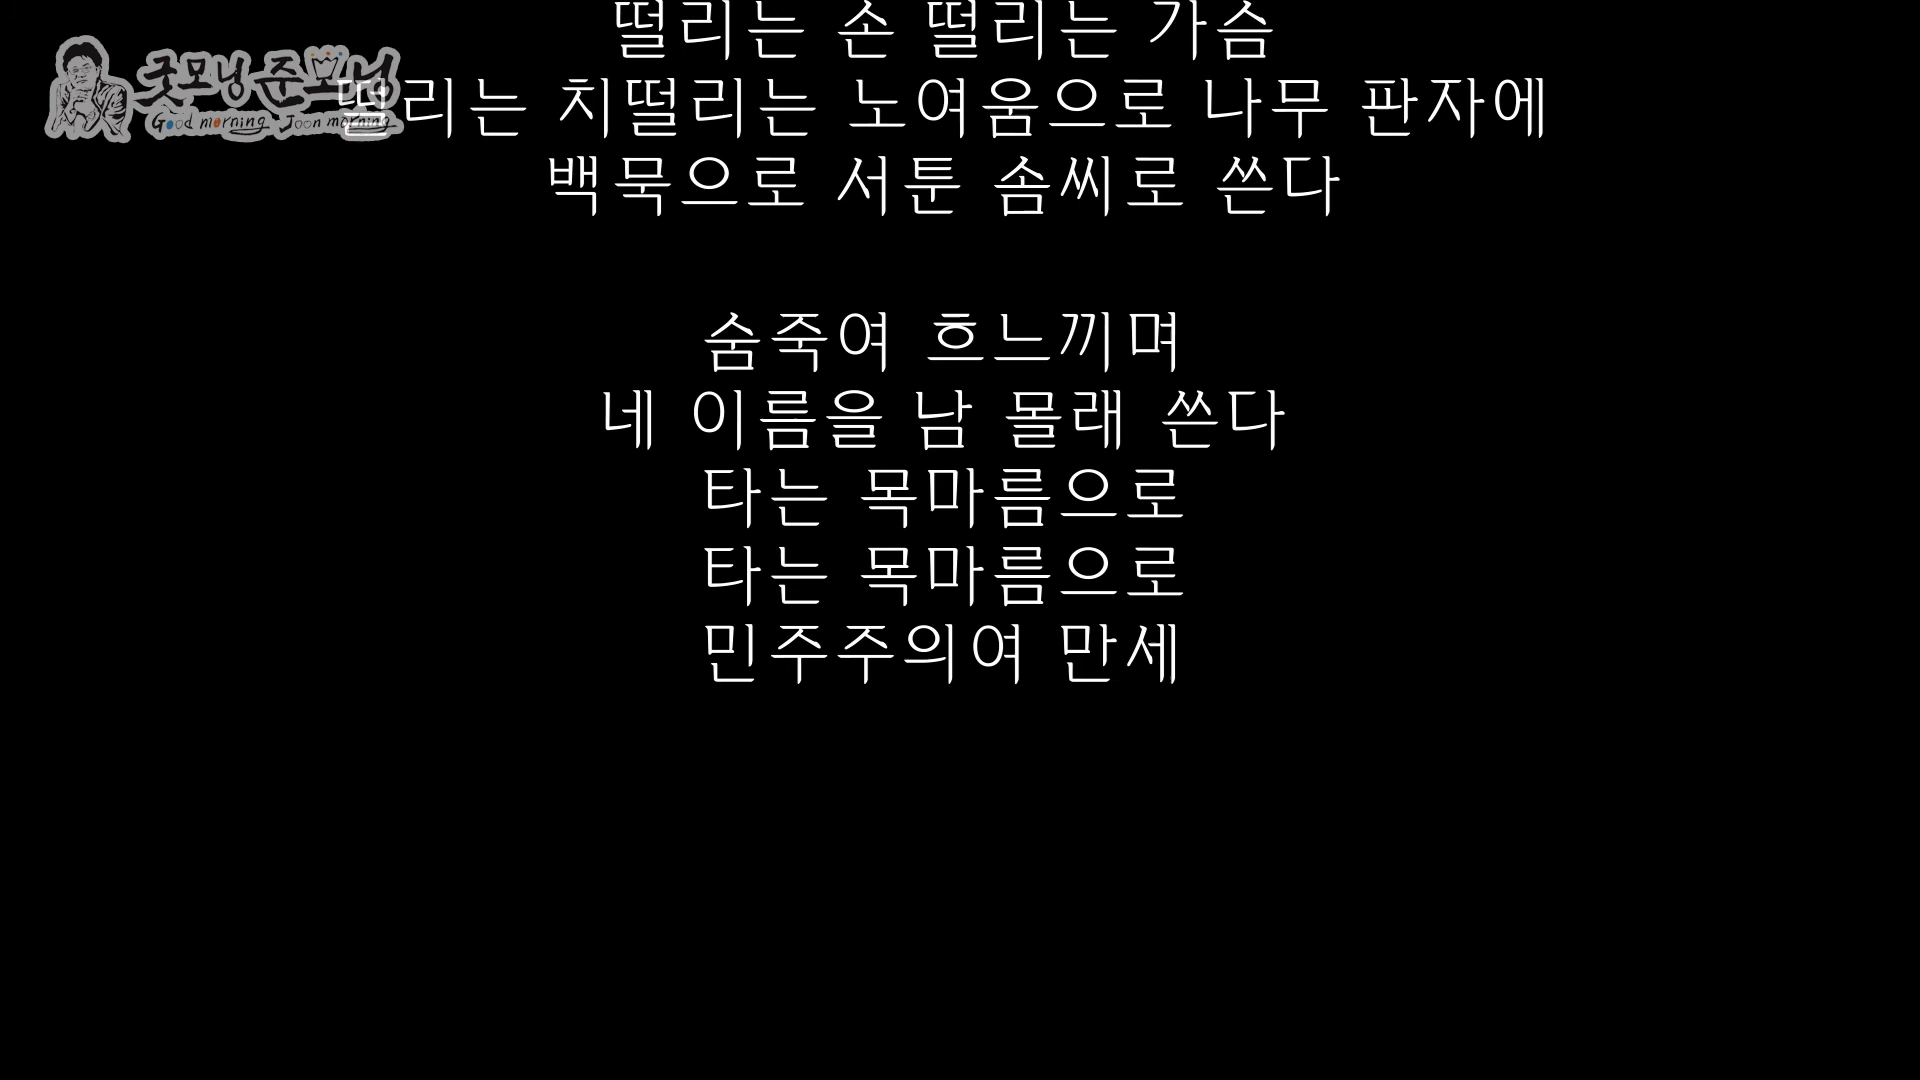 떨리는 손 떨리는 가슴
굿모닝 준모닝
Good morning Joon morning
떨리는 치떨리는 노여움으로 나무 판자에
백묵으로 서툰 솜씨로 쓴다
숨죽여 흐느끼며
네 이름을 남 몰래 쓴다
타는 목마름으로
타는 목마름으로
민주주의여 만세